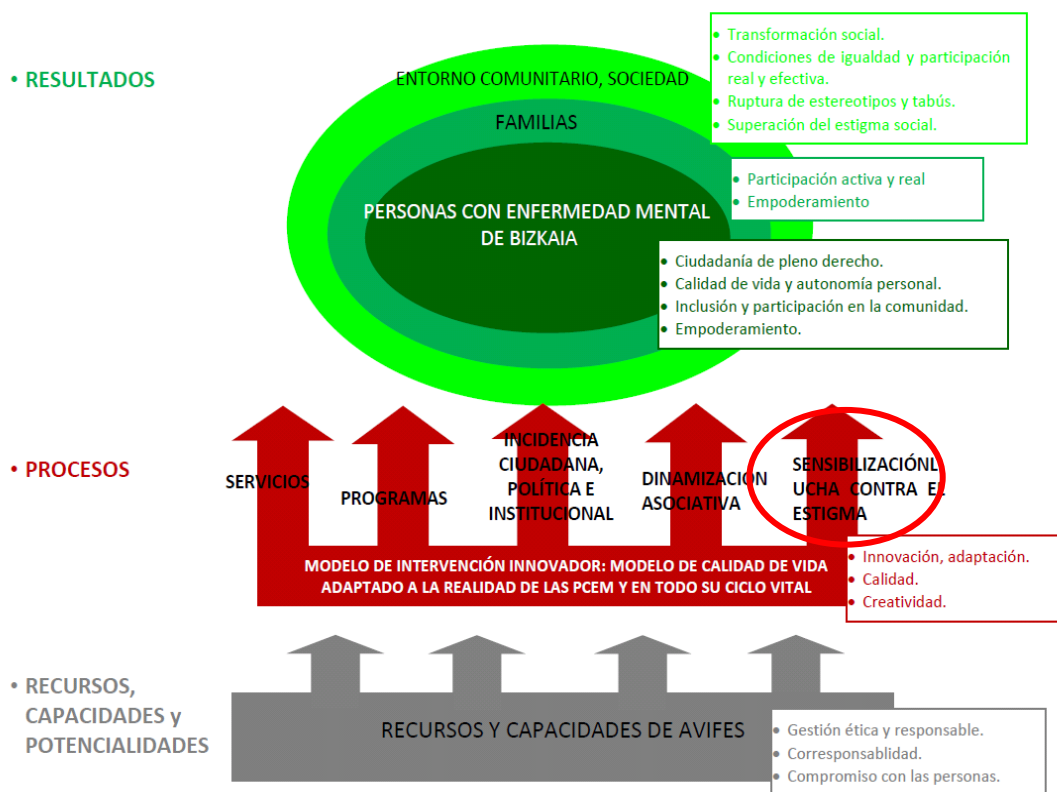 • RESULTADOS
ENTORNO COMUNITARIO, SOCIEDAD
FAMILIAS
PERSONAS CON ENFERMEDAD MENTAL
DE BIZKAIA
• Transformación social.
• Condiciones de igualdad y participación
real y efectiva.
• Ruptura de estereotipos y tabús.
• Superación del estigma social.
• Participación activa y real
• Empoderamiento
• Ciudadanía de pleno derecho.
• Calidad de vida y autonomía personal.
• Inclusión y participación en la comunidad.
• Empoderamiento.
• PROCESOS
SERVICIOS
PROGRAMAS
INCIDENCIA
CIUDADANA,
POLÍTICA E
INSTITUCIONAL
DINAMIZACIÓN
ASOCIATIVA
SENSIBILIZACIÓNL
UCHA CONTRA EL
ESTIGMA
MODELO DE INTERVENCIÓN INNOVADOR: MODELO DE CALIDAD DE VIDA
ADAPTADO A LA REALIDAD DE LAS PCEM Y EN TODO SU CICLO VITAL
• Innovación, adaptación.
• Calidad.
• Creatividad.
• RECURSOS,
CAPACIDADES y
POTENCIALIDADES
RECURSOS Y CAPACIDADES DE AVIFES
• Gestión ética y responsable.
• Corresponsablidad.
• Compromiso con las personas.